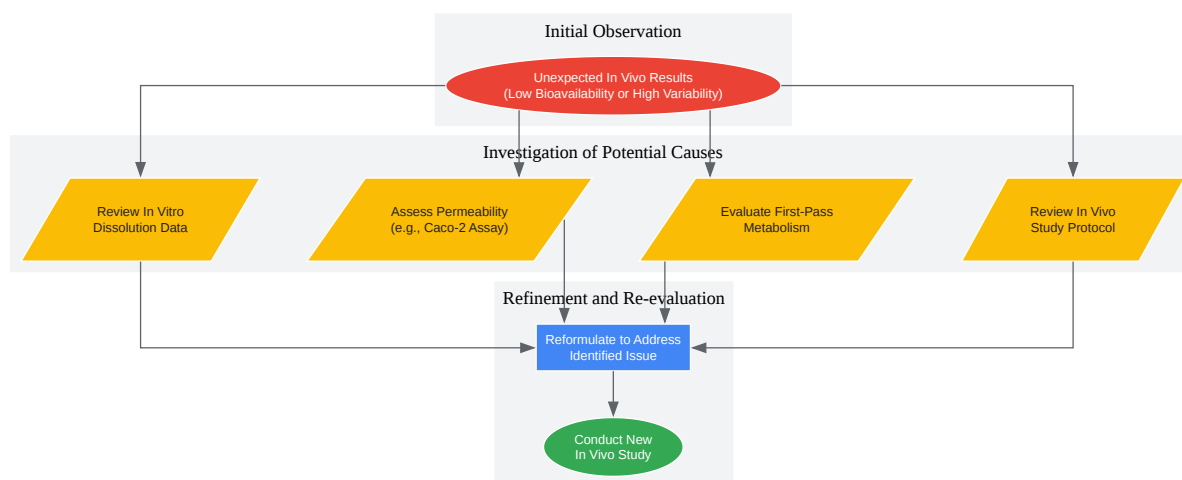 Initial Observation
Unexpected In Vivo Results
(Low Bioavailability or High Variability)
Investigation of Potential Causes
Review In Vitro
Dissolution Data
Assess Permeability
(e.g., Caco-2 Assay)
Evaluate First-Pass
Metabolism
Review In Vivo
Study Protocol
Refinement and Re-evaluation
Reformulate to Address
Identified Issue
Conduct New
In Vivo Study